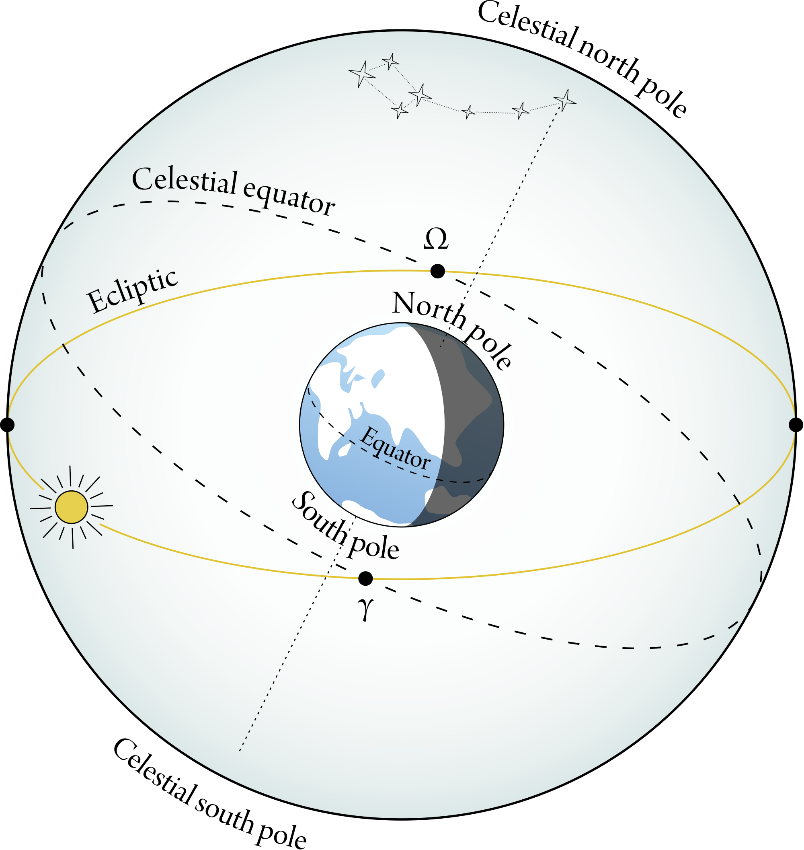 Celestial north pole
Celestial equator
Ω
Ecliptic
North pole
Equator
South pole
γ
Celestial south pole